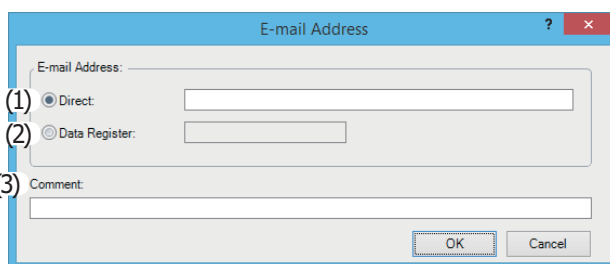 E-mail Address ? ×
E-mail Address:
(1) Direct:
(2) Data Register:
(3) Comment:
OK Cancel